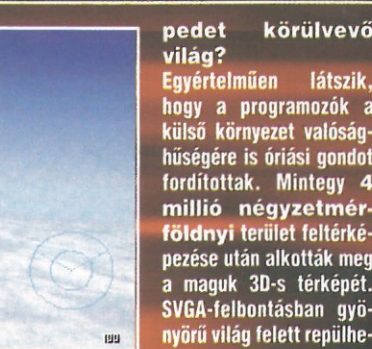 pedet körülvevő
világ?
Egyértelműen látszik,
hogy a programozók a
külső környezet valóság-
hűségére is óriási gondot
fordítottak. Mintegy 4
millió négyzetmér-
földnyi terület feltérké-
pezése után alkották meg
a maguk 3D-s térképét.
SVGA-felbontásban gyö-
nyörű világ felett repülhe-